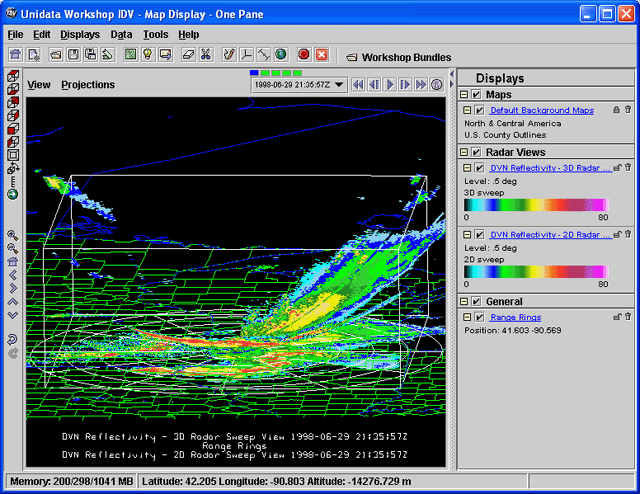 Unidata Workshop IDV - Map Display - One Pane
File Edit Displays Data Tools Help
Workshop Bundles
View Projections
1998-06-29 21:35:57Z
Displays
Maps
Default Background Maps
North & Central America
U.S. County Outlines
Radar Views
DVN Reflectivity - 3D Radar ...
Level: .5 deg
3D sweep
0 80
DVN Reflectivity - 2D Radar ...
Level: .5 deg
2D sweep
0 80
General
Range Rings
Position: 41.603 -90.569
E
DVN Reflectivity - 3D Radar Sweep View 1998-06-29 21:35:57Z
Range Rings
DVN Reflectivity - 2D Radar Sweep View 1998-06-29 21:35:57Z
Memory: 200/298/1041 MB Latitude: 42.205 Longitude: -90.803 Altitude: -14276.729 m